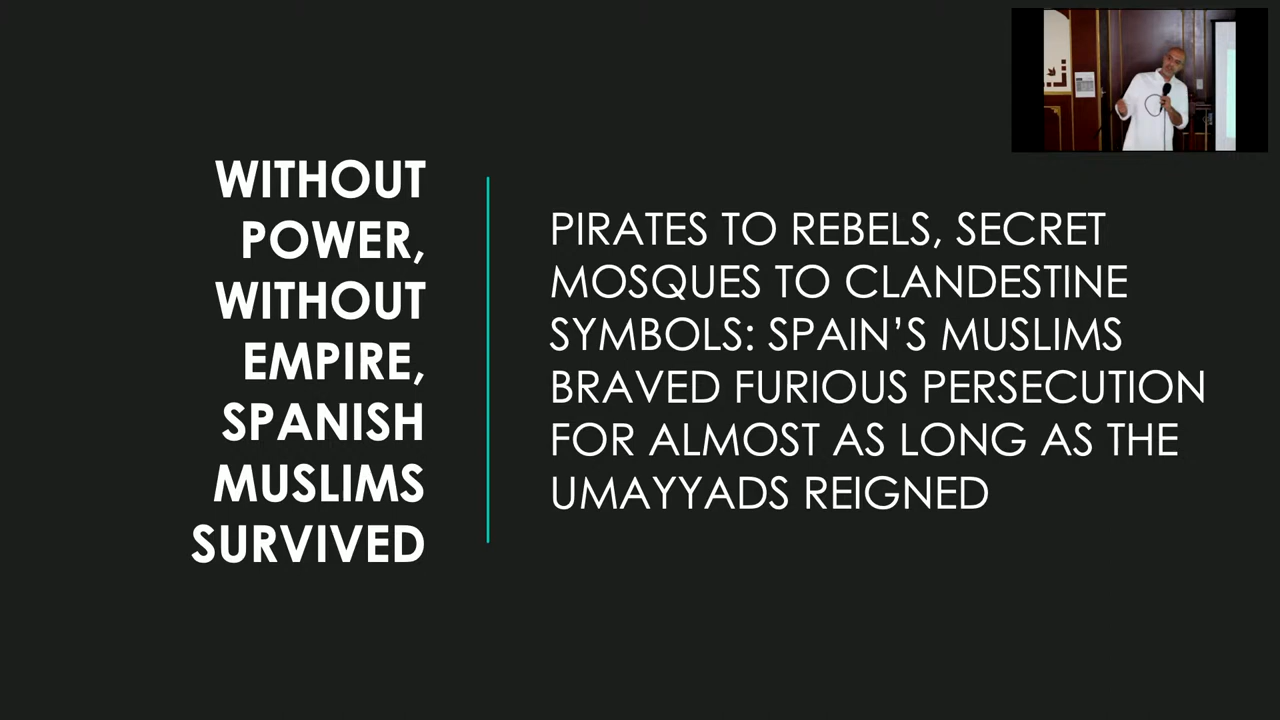 WITHOUT
POWER,
WITHOUT
EMPIRE,
SPANISH
MUSLIMS
SURVIVED
PIRATES TO REBELS, SECRET
MOSQUES TO CLANDESTINE
SYMBOLS: SPAIN’S MUSLIMS
BRAVED FURIOUS PERSECUTION
FOR ALMOST AS LONG AS THE
UMAYYADS REIGNED